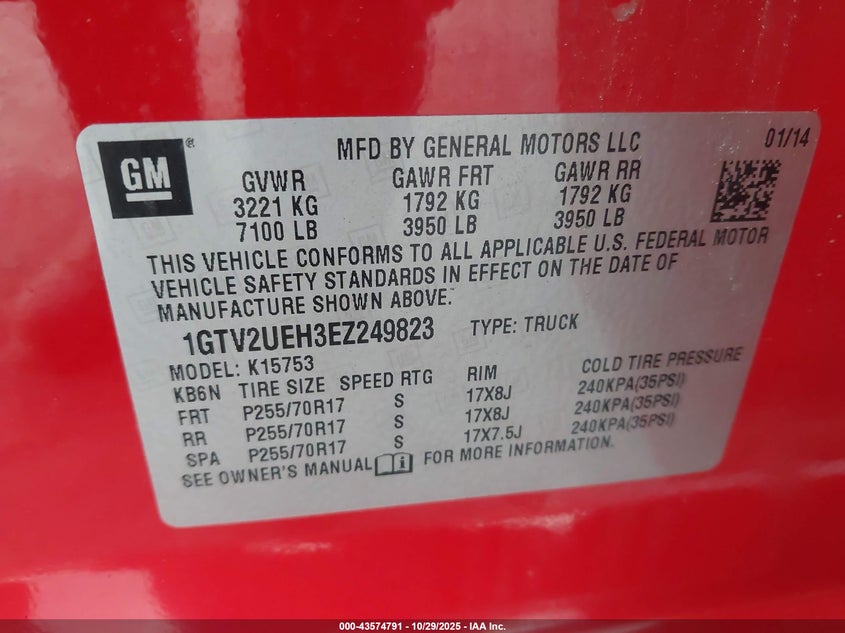 GM ®
MFD BY GENERAL MOTORS LLC 01/14
GVWR GAWR FRT GAWR RR
3221 KG 1792 KG 1792 KG
7100 LB 3950 LB 3950 LB
THIS VEHICLE CONFORMS TO ALL APPLICABLE U.S. FEDERAL MOTOR
VEHICLE SAFETY STANDARDS IN EFFECT ON THE DATE OF
MANUFACTURE SHOWN ABOVE.
1GTV2UEH3EZ249823 TYPE: TRUCK
MODEL: K15753
KB6N TIRE SIZE SPEED RTG RIM COLD TIRE PRESSURE
FRT P255/70R17 S 17X8J 240KPA(35PSI)
RR P255/70R17 S 17X8J 240KPA(35PSI)
SPA P255/70R17 S 17X7.5J 240KPA(35PSI)
SEE OWNER'S MANUAL FOR MORE INFORMATION.
000-43574791 - 10/29/2025 - IAA Inc.